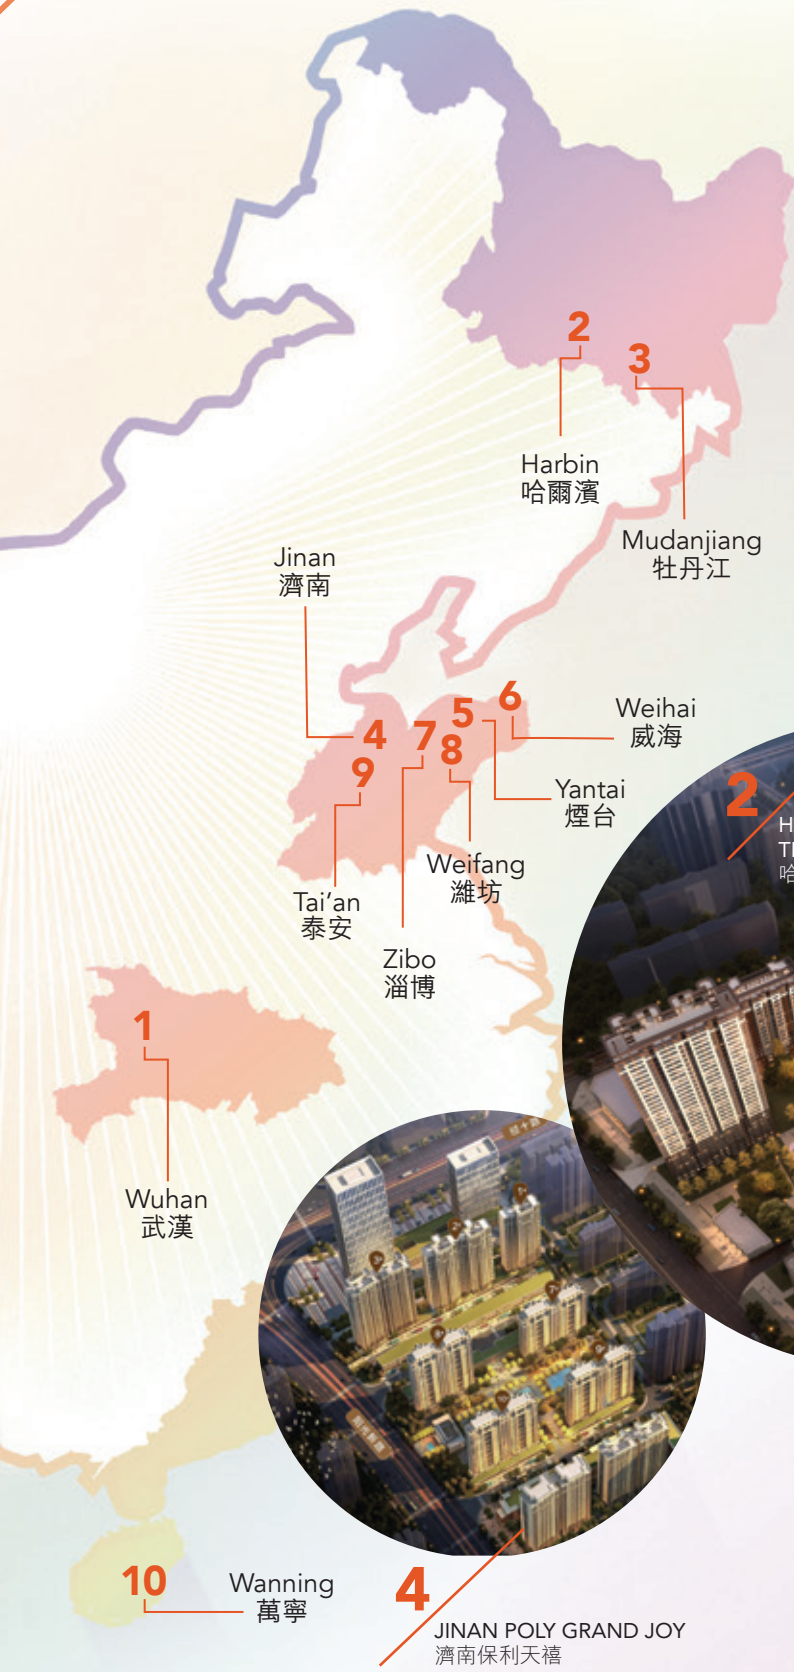 2
3
Harbin
哈爾濱
Mudanjiang
牡丹江
Jinan
濟南
4
5
6
7
8
9
Weihai
威海
Yantai
煙台
Weifang
濰坊
Tai’an
泰安
Zibo
淄博
2
哈
1
Wuhan
武漢
10
Wanning
萬寧
4
JINAN POLY GRAND JOY
濟南保利天禧